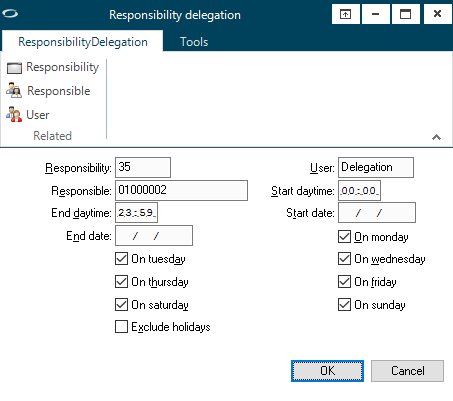 Responsibility delegation
ResponsibilityDelegation Tools
Responsibility
Responsible
User
Related
Responsibility: 35 User: Delegation
Responsible: 01000002 Start daytime: 00:00
End daytime: 23:59 Start date: / /
End date: / / On monday
On tuesday On wednesday
On thursday On friday
On saturday On sunday
Exclude holidays
OK Cancel